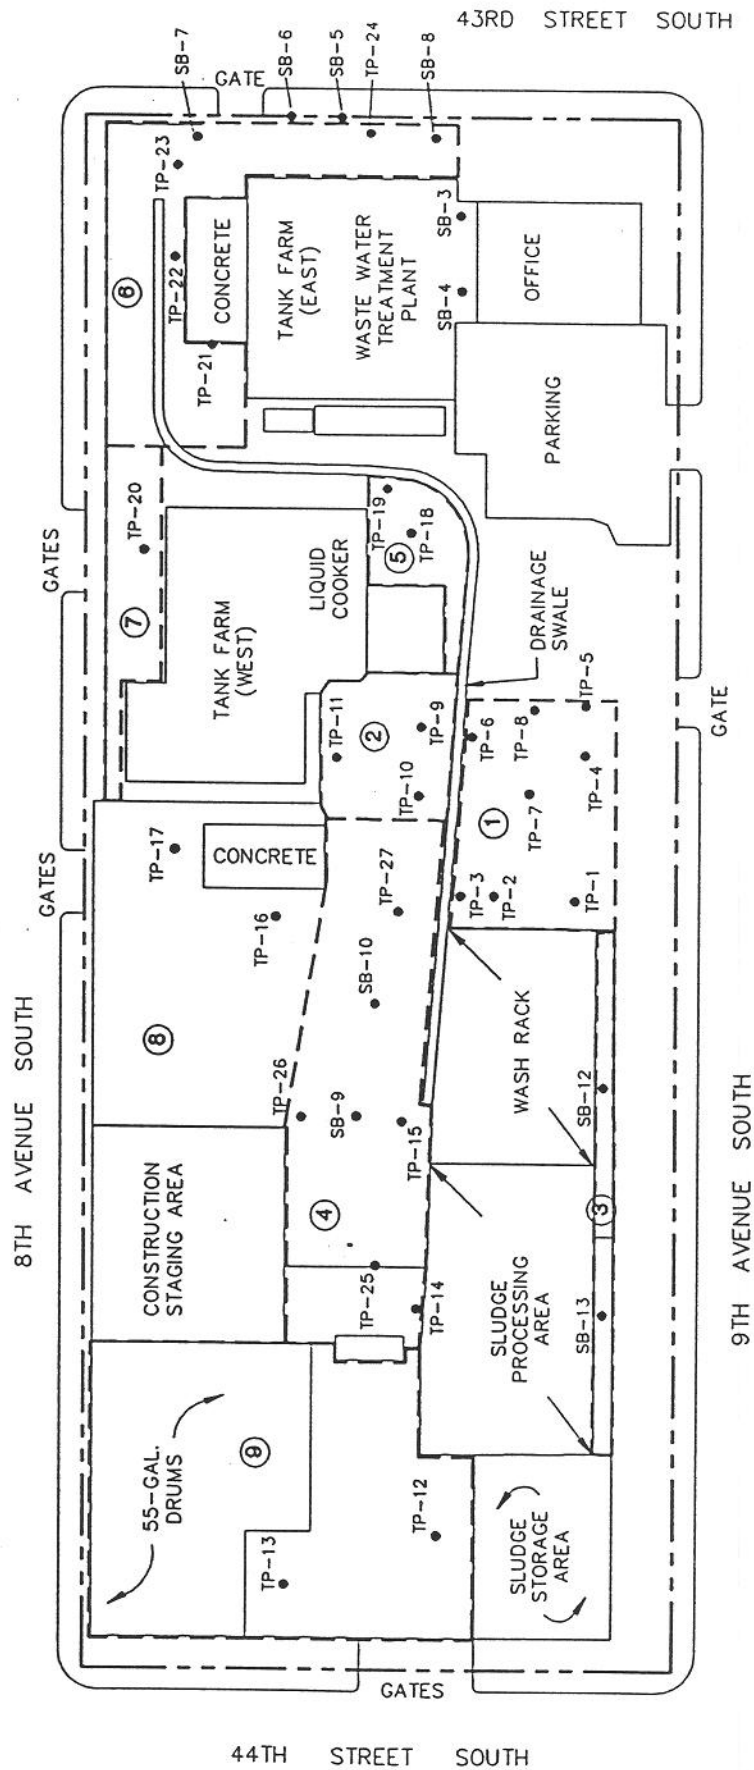 43RD STREET SOUTH
SB-7
GATE
SB-6
SB-5
TP-24
SB-8
TP-23
6
TP-22
CONCRETE
TP-21
TANK FARM
(EAST)
WASTE WATER
TREATMENT
PLANT
SB-3
SB-4
OFFICE
PARKING
GATES
TP-20
7
TANK FARM
(WEST)
LIQUID
COOKER
TP-19
TP-18
5
DRAINAGE
SWALE
GATE
TP-11
2
TP-9
TP-10
TP-6
TP-8
TP-5
TP-7
TP-4
1
TP-3
TP-2
TP-1
GATES
TP-17
CONCRETE
TP-16
TP-27
SB-10
8
TP-26
SB-9
TP-15
4
WASH RACK
SB-12
3
8TH AVENUE SOUTH
9TH AVENUE SOUTH
CONSTRUCTION
STAGING AREA
TP-25
TP-14
SLUDGE
PROCESSING
AREA
SB-13
55-GAL.
DRUMS
9
TP-13
TP-12
SLUDGE
STORAGE
AREA
GATES
44TH STREET SOUTH